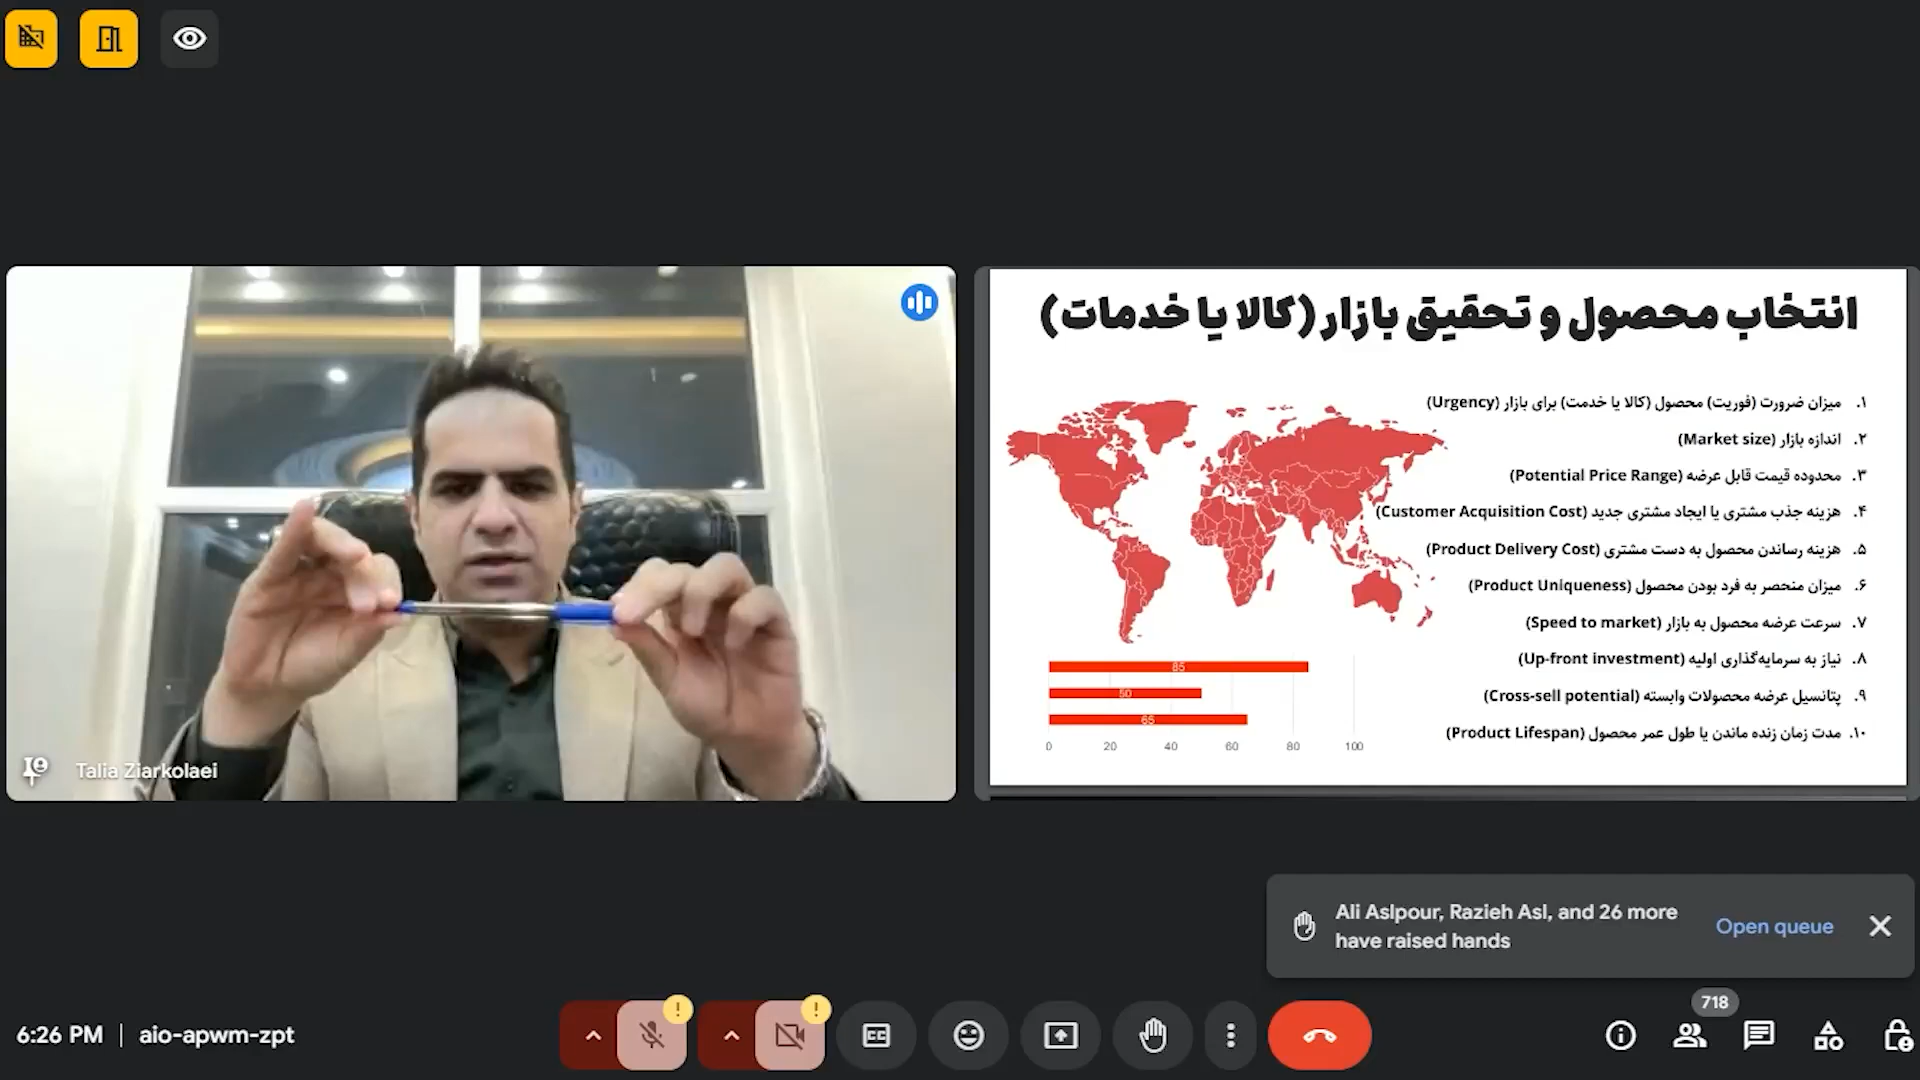 انتخاب محصول و تحقیق بازار (کالا یا خدمات)
۱. میزان ضرورت (فوریت) محصول (کالا یا خدمت) برای بازار (Urgency)
۲. اندازه بازار (Market size)
۳. محدوده قیمت قابل عرضه (Potential Price Range)
۴. هزینه جذب مشتری یا ایجاد مشتری جدید (Customer Acquisition Cost)
۵. هزینه رساندن محصول به دست مشتری (Product Delivery Cost)
۶. میزان منحصر به فرد بودن محصول (Product Uniqueness)
۷. سرعت عرضه محصول به بازار (Speed to market)
۸. نیاز به سرمایه‌گذاری اولیه (Up-front investment)
۹. پتانسیل عرضه محصولات وابسته (Cross-sell potential)
۱۰. مدت زمان زنده ماندن یا طول عمر محصول (Product Lifespan)
85
50
65
0 20 40 60 80 100
Talia Ziarkolaei
Ali Aslpour, Razieh Asl, and 26 more
have raised hands
Open queue
718
6:26 PM | aio-apwm-zpt